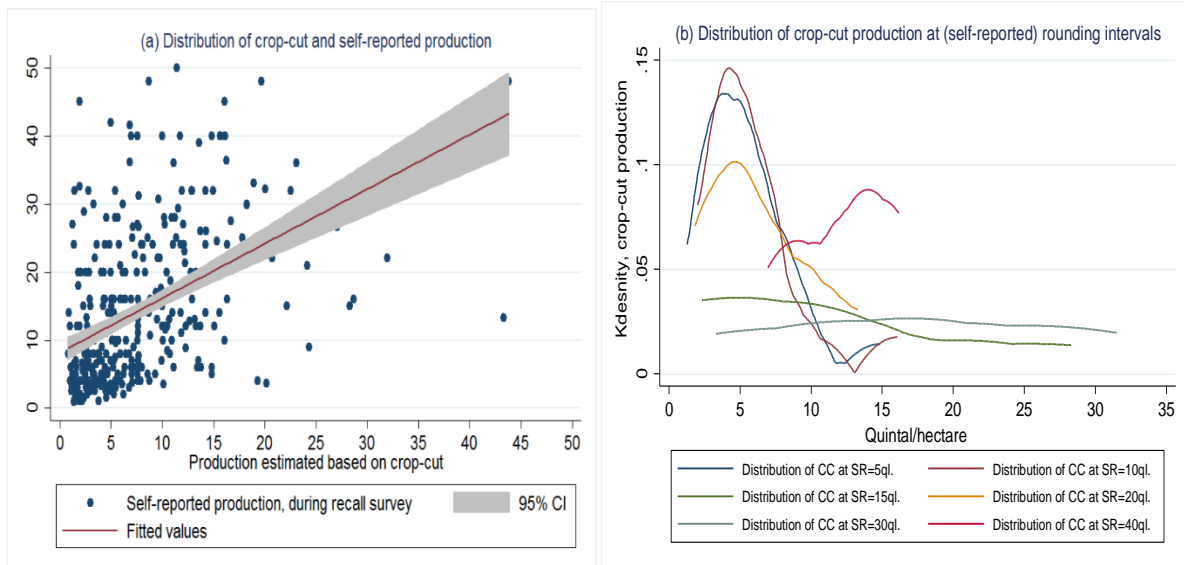 (a) Distribution of crop-cut and self-reported production
50
40
30
20
10
0
0 5 10 15 20 25 30 35 40 45 50
Production estimated based on crop-cut
Self-reported production, during recall survey
95% CI
Fitted values
(b) Distribution of crop-cut production at (self-reported) rounding intervals
Kdesnity, crop-cut production
.15
.1
.05
0
0 5 10 15 20 25 30 35
Quintal/hectare
Distribution of CC at SR=5ql.
Distribution of CC at SR=10ql.
Distribution of CC at SR=15ql.
Distribution of CC at SR=20ql.
Distribution of CC at SR=30ql.
Distribution of CC at SR=40ql.